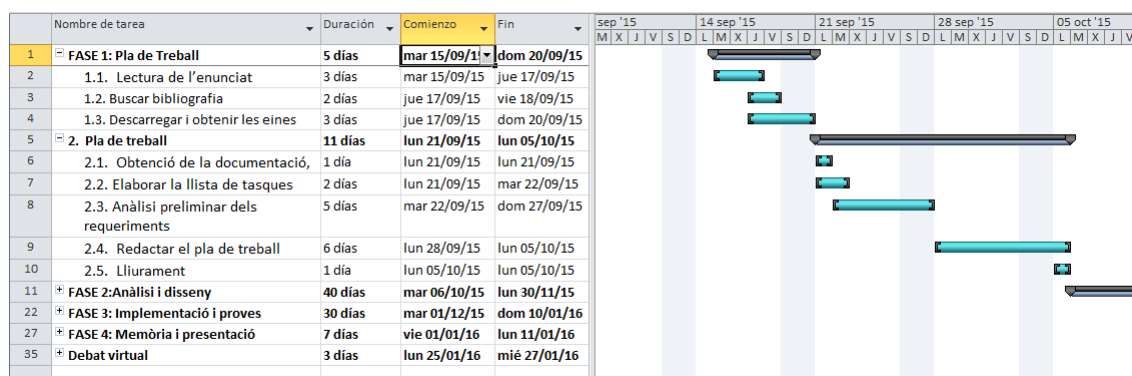 Nombre de tarea Duración Comienzo Fin sep '15 14 sep '15 21 sep '15 28 sep '15 05 oct '15
M X J V S D L M X J V S D L M X J V S D L M X J V S D L M X J V
1 FASE 1: Pla de Treball 5 días mar 15/09/15 dom 20/09/15
2 1.1. Lectura de l'enunciat 3 días mar 15/09/15 jue 17/09/15
3 1.2. Buscar bibliografia 2 días jue 17/09/15 vie 18/09/15
4 1.3. Descarregar i obtenir les eines 3 días jue 17/09/15 dom 20/09/15
5 2. Pla de treball 11 días lun 21/09/15 lun 05/10/15
6 2.1. Obtenció de la documentació, 1 día lun 21/09/15 lun 21/09/15
7 2.2. Elaborar la llista de tasques 2 días lun 21/09/15 mar 22/09/15
8 2.3. Anàlisi preliminar dels 5 días mar 22/09/15 dom 27/09/15
requeriments
9 2.4. Redactar el pla de treball 6 días lun 28/09/15 lun 05/10/15
10 2.5. Lliurament 1 día lun 05/10/15 lun 05/10/15
11 FASE 2:Anàlisi i disseny 40 días mar 06/10/15 lun 30/11/15
22 FASE 3: Implementació i proves 30 días mar 01/12/15 dom 10/01/16
27 FASE 4: Memòria i presentació 7 días vie 01/01/16 lun 11/01/16
35 Debat virtual 3 días lun 25/01/16 mié 27/01/16